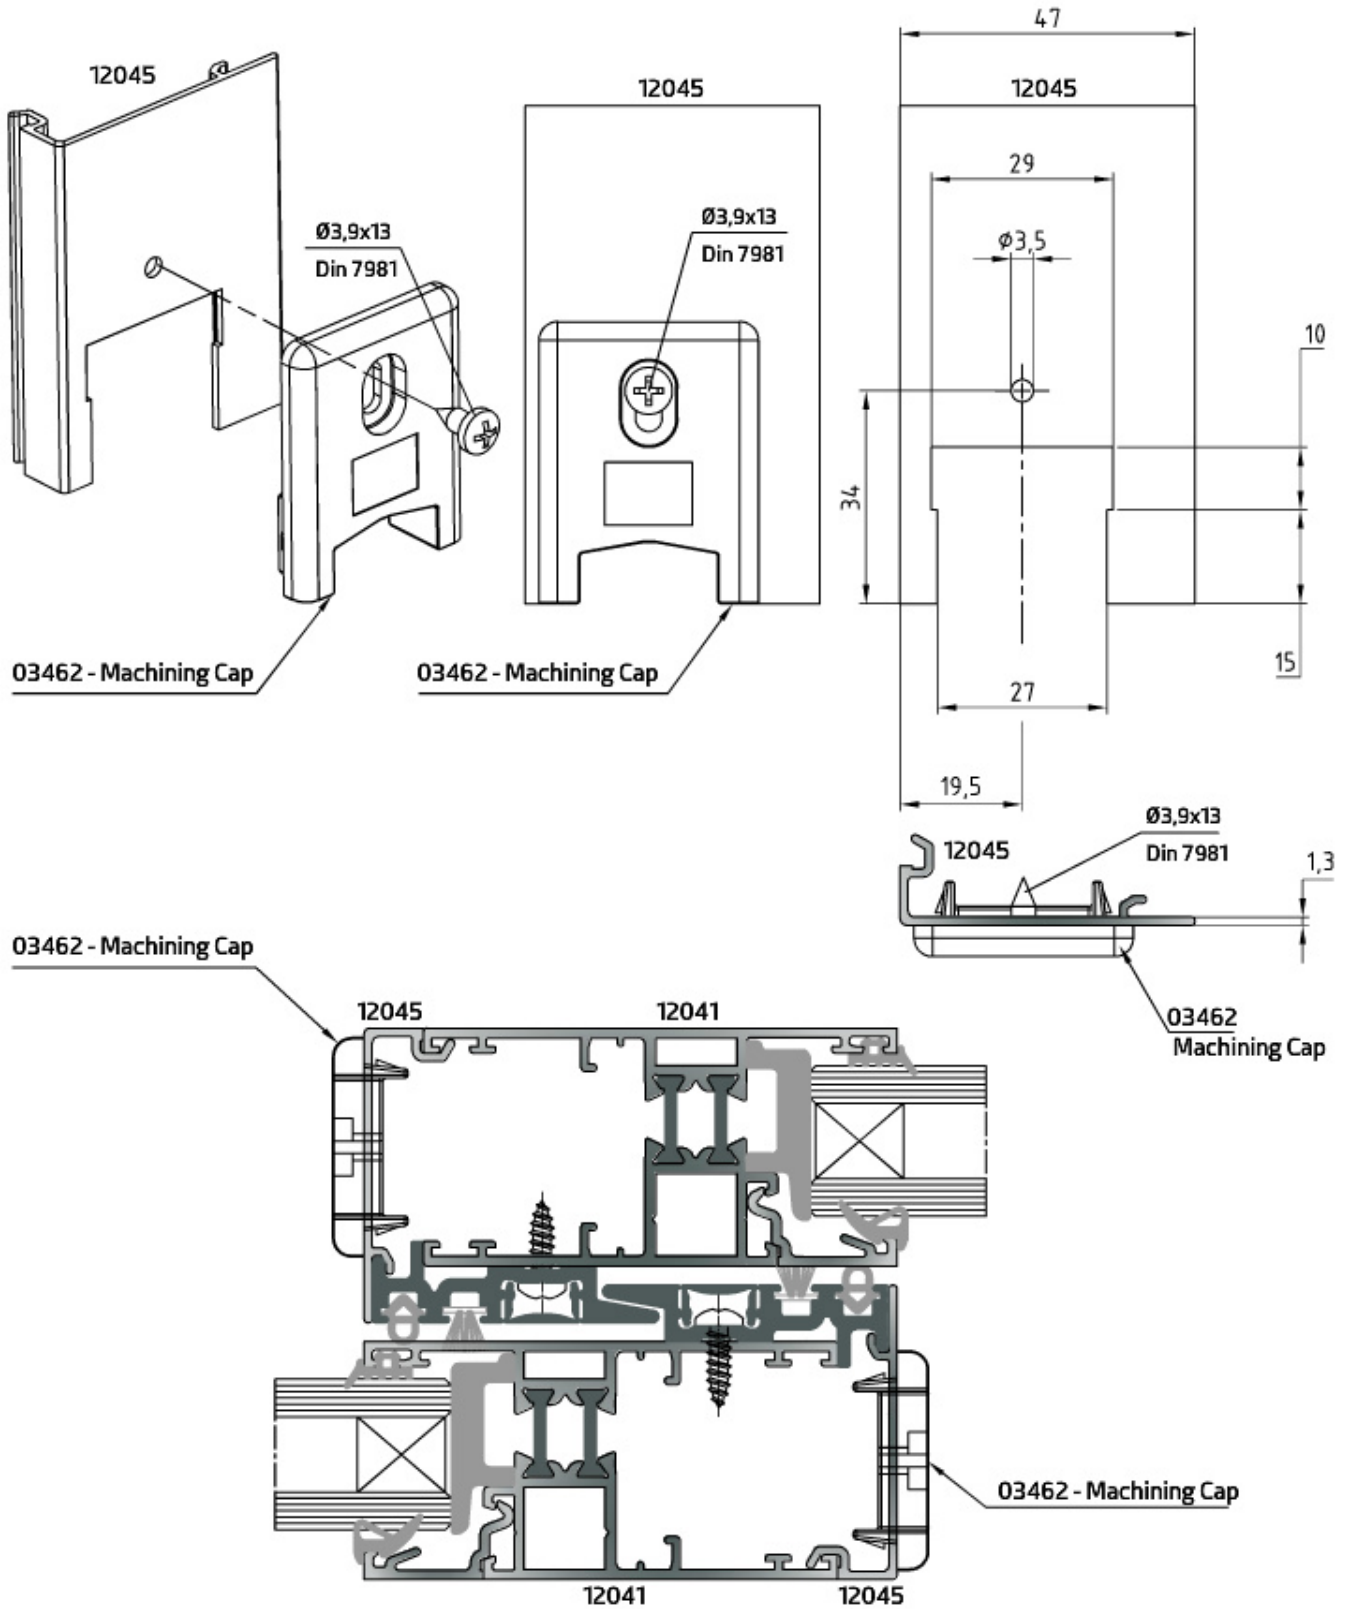 47
12045
12045
12045
29
Ø3,9x13
Din 7981
Ø3,9x13
Din 7981
ϕ3,5
10
34
03462 - Machining Cap
03462 - Machining Cap
15
27
19,5
Ø3,9x13
Din 7981
12045
1,3
03462 - Machining Cap
12045
12041
03462
Machining Cap
03462 - Machining Cap
12041
12045